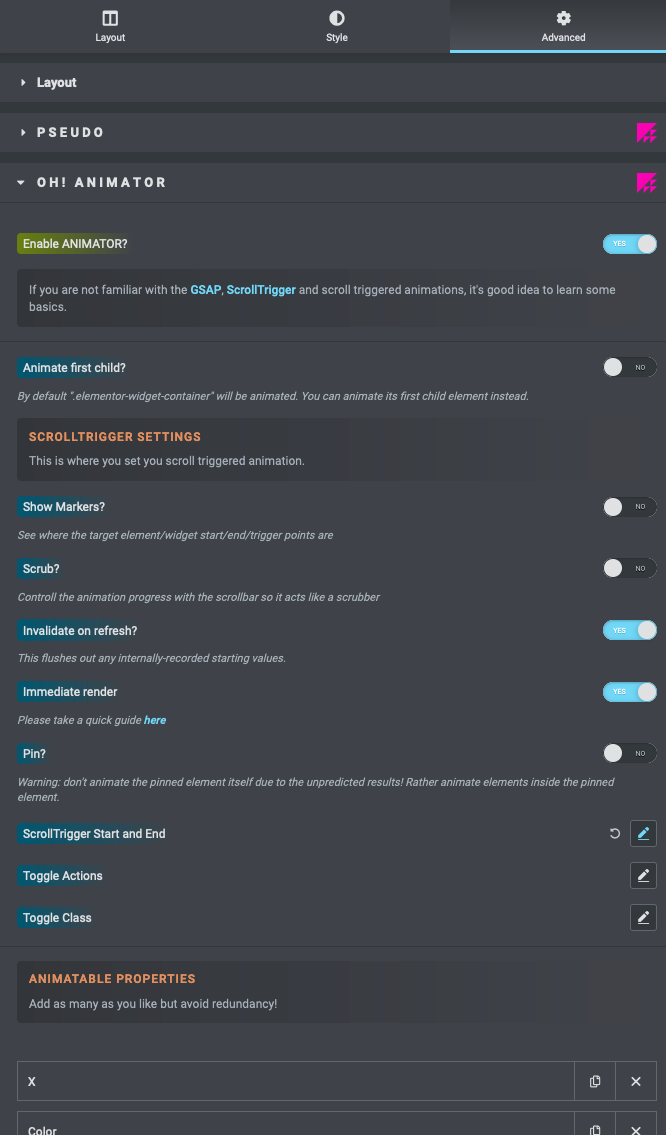 Layout
Style
Advanced
Layout
PSEUDO
OH! ANIMATOR
Enable ANIMATOR?
YES
If you are not familiar with the GSAP, ScrollTrigger and scroll triggered animations, it's good idea to learn some
basics.
Animate first child?
NO
By default ".elementor-widget-container" will be animated. You can animate its first child element instead.
SCROLLTRIGGER SETTINGS
This is where you set you scroll triggered animation.
Show Markers?
NO
See where the target element/widget start/end/trigger points are
Scrub?
NO
Controll the animation progress with the scrollbar so it acts like a scrubber
Invalidate on refresh?
YES
This flushes out any internally-recorded starting values.
Immediate render
YES
Please take a quick guide here
Pin?
NO
Warning: don't animate the pinned element itself due to the unpredicted results! Rather animate elements inside the pinned
element.
ScrollTrigger Start and End
Toggle Actions
Toggle Class
ANIMATABLE PROPERTIES
Add as many as you like but avoid redundancy!
X
Color